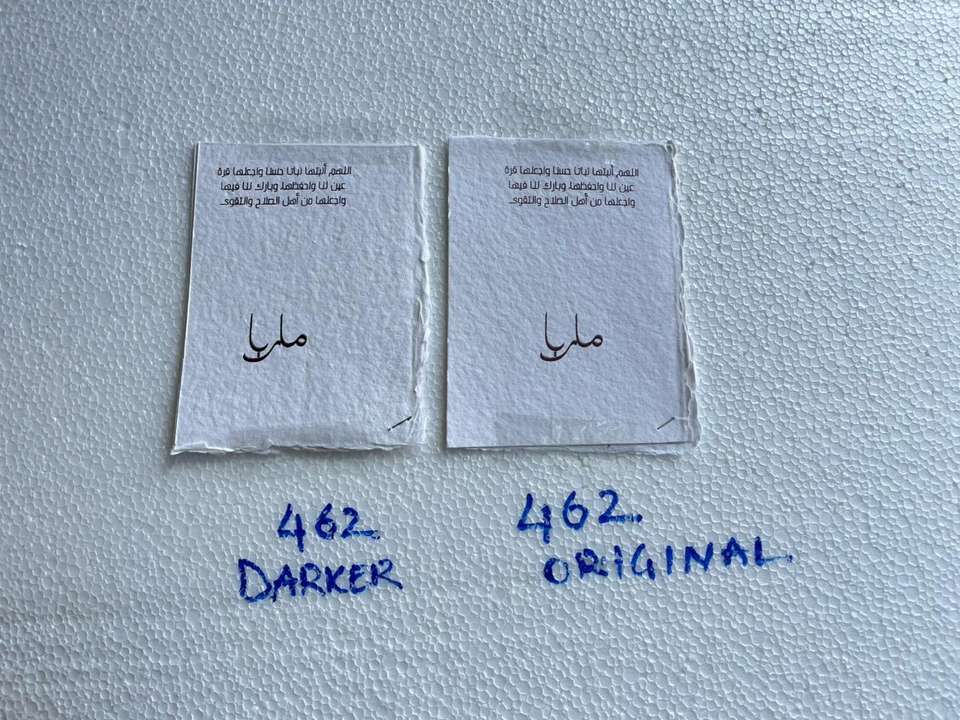 اللهم أنبتها نباتا حسنا واجعلها قرة
عين لنا واحفظها، وبارك لنا فيها
واجعلها من أهل الصلاح والتقوى..
ماريا
462.
DARKER
اللهم أنبتها نباتا حسنا واجعلها قرة
عين لنا واحفظها، وبارك لنا فيها
واجعلها من أهل الصلاح والتقوى..
ماريا
462.
ORIGINAL.